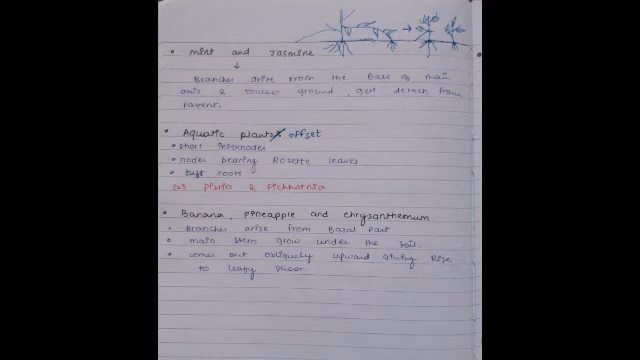 • Mint and Jasmine
↓
Branches arise from the base of main
axis & touches ground, get detach from
parent.
• Aquatic plants offset
• short internodes
• nodes bearing Rosette leaves
• tuft roots
Eg Pistia & Eichhornia
• Banana, pineapple and chrysanthemum
• Branches arise from Basal part
• main stem grow under the soil
• comes out obliquely upward giving Rise
to leafy shoot.